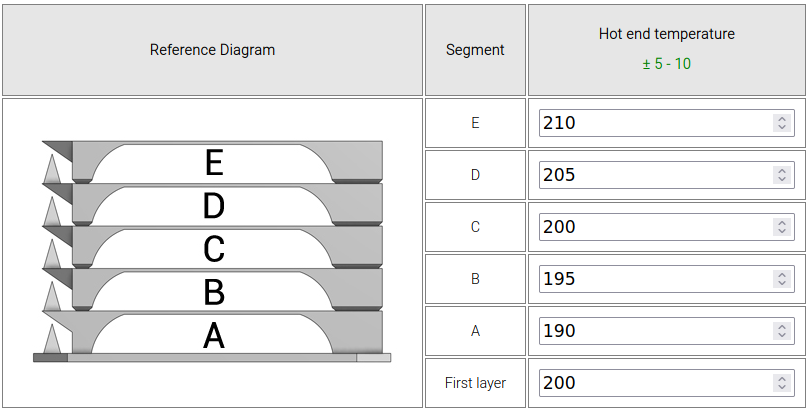 Reference Diagram
Segment
Hot end temperature
± 5 - 10
E
D
C
B
A
E
210
D
205
C
200
B
195
A
190
First layer
200